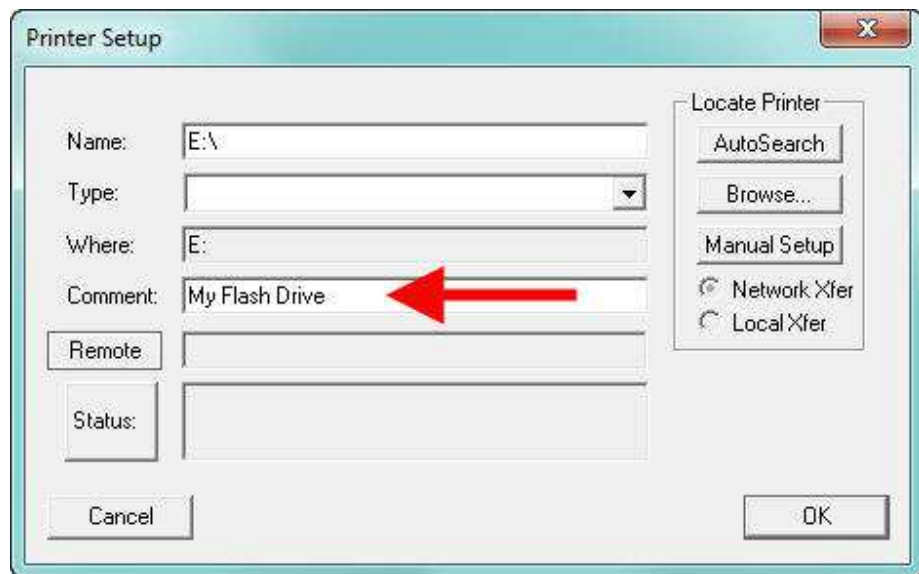 Printer Setup
Name: E:\
Type:
Where: E:
Comment: My Flash Drive
Remote
Status:
Locate Printer
AutoSearch
Browse...
Manual Setup
Network Xfer
Local Xfer
Cancel
OK